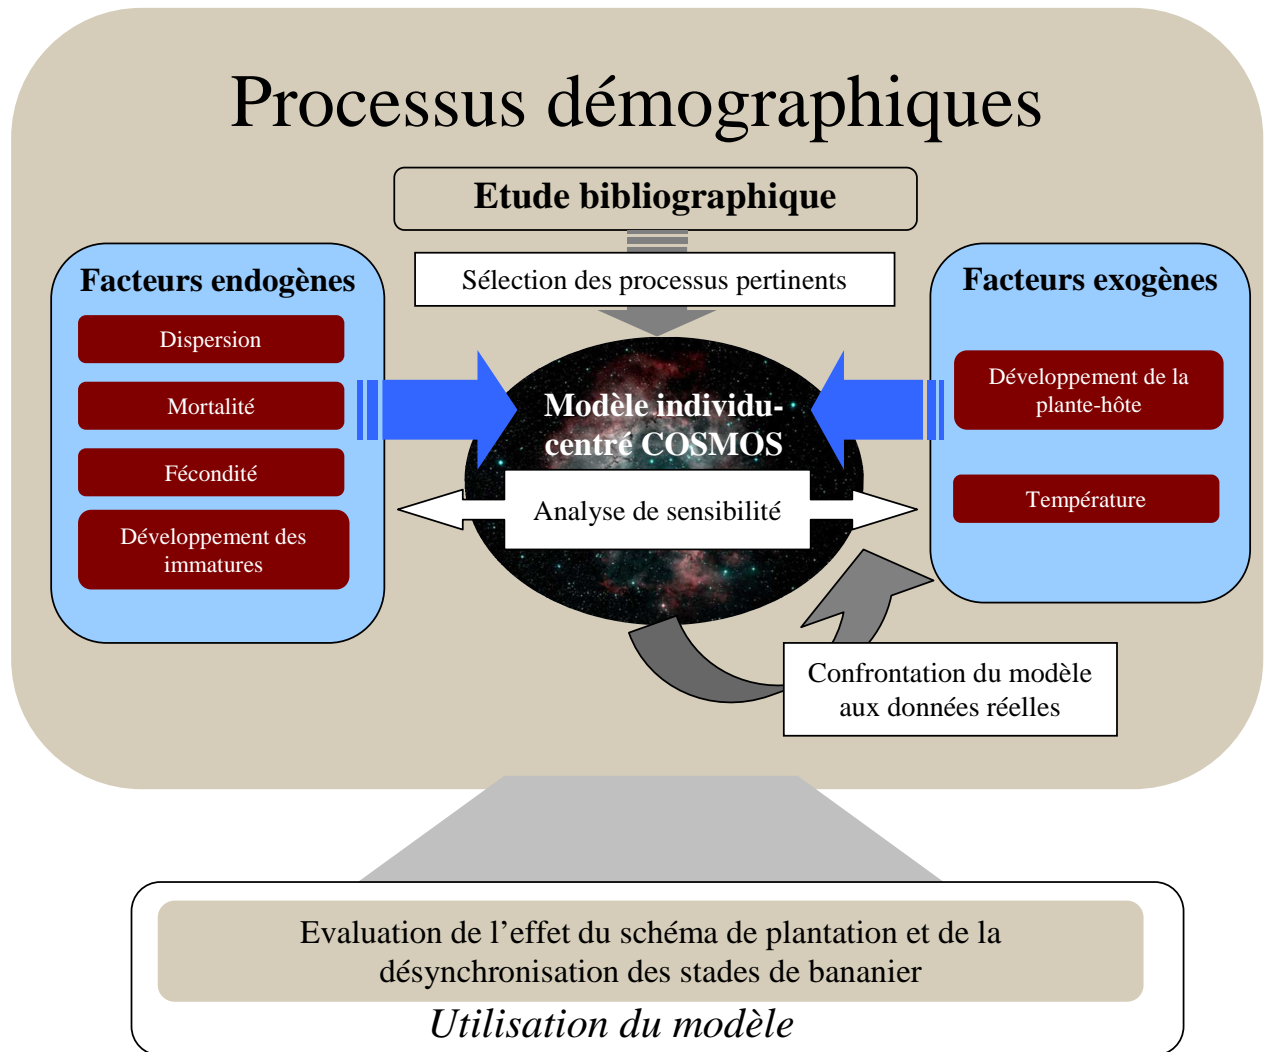 Processus démographiques
Etude bibliographique
Sélection des processus pertinents
Facteurs endogènes
Dispersion
Mortalité
Fécondité
Développement des
immatures
Modèle individu-
centré COSMOS
Analyse de sensibilité
Facteurs exogènes
Développement de la
plante-hôte
Température
Confrontation du modèle
aux données réelles
Evaluation de l’effet du schéma de plantation et de la
désynchronisation des stades de bananier
Utilisation du modèle